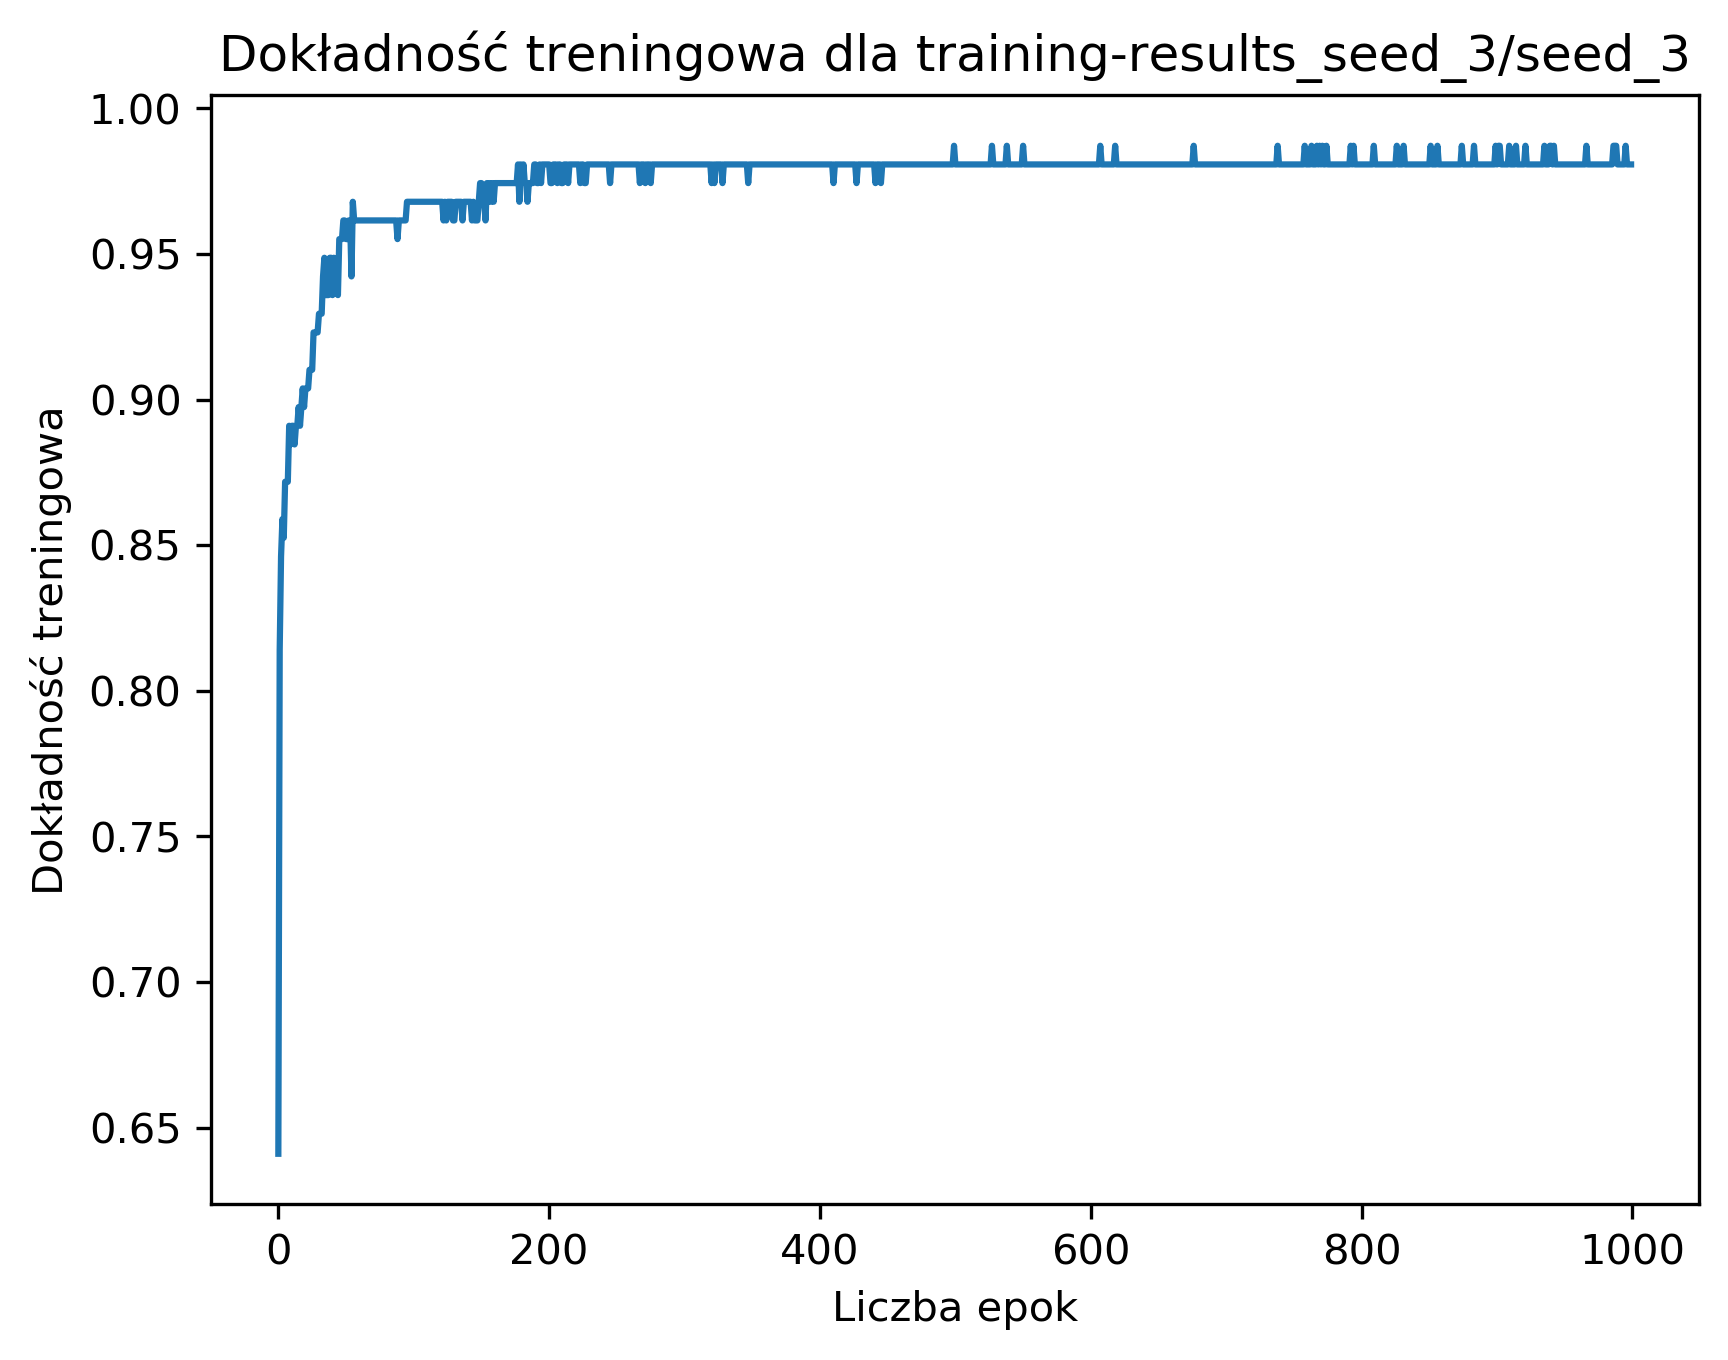 Dokładność treningowa dla training-results_seed_3/seed_3
Dokładność treningowa
1.00
0.95
0.90
0.85
0.80
0.75
0.70
0.65
0 200 400 600 800 1000
Liczba epok